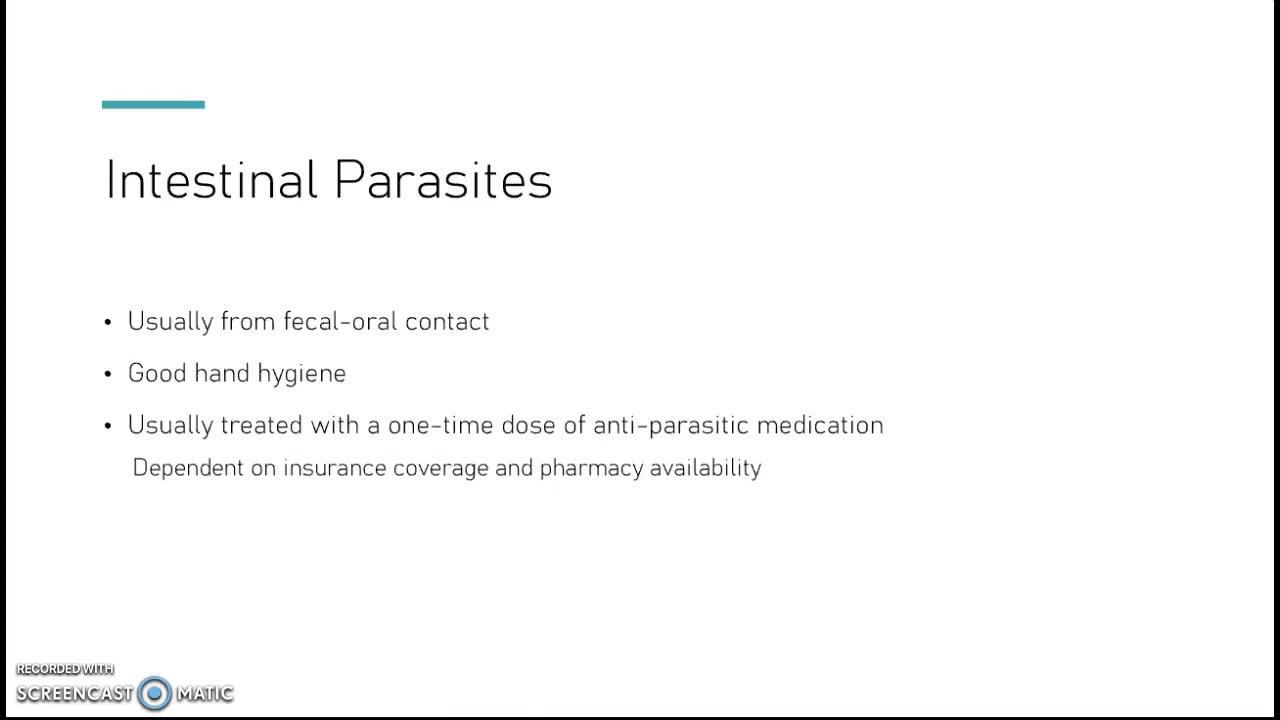 Intestinal Parasites
• Usually from fecal-oral contact
• Good hand hygiene
• Usually treated with a one-time dose of anti-parasitic medication
Dependent on insurance coverage and pharmacy availability
RECORDED WITH
SCREENCAST MATIC